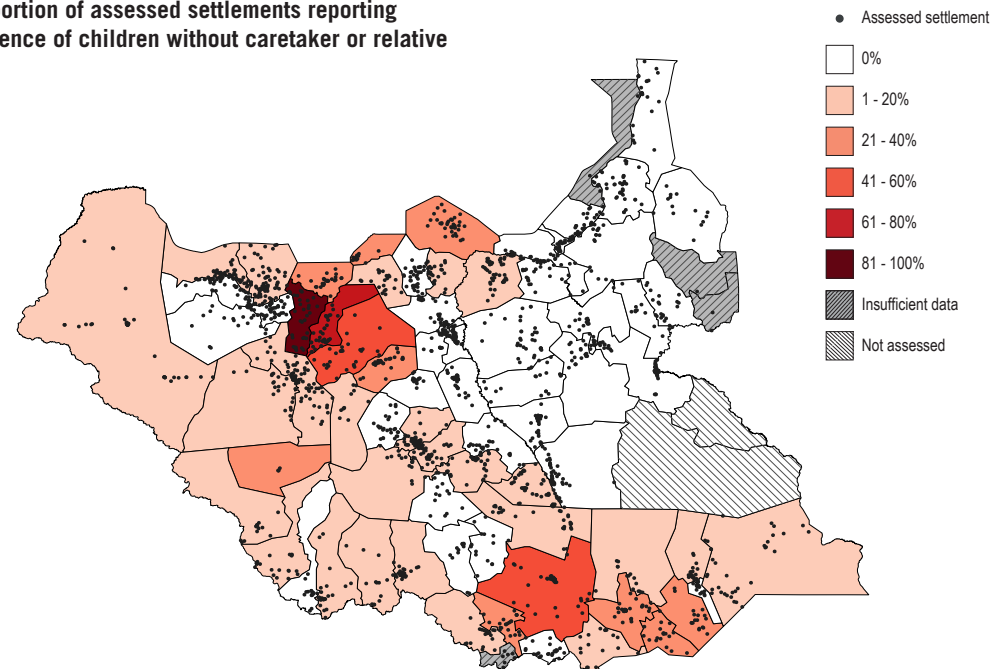 ortion of assessed settlements reporting
ence of children without caretaker or relative
Assessed settlement
0%
1 - 20%
21 - 40%
41 - 60%
61 - 80%
81 - 100%
Insufficient data
Not assessed